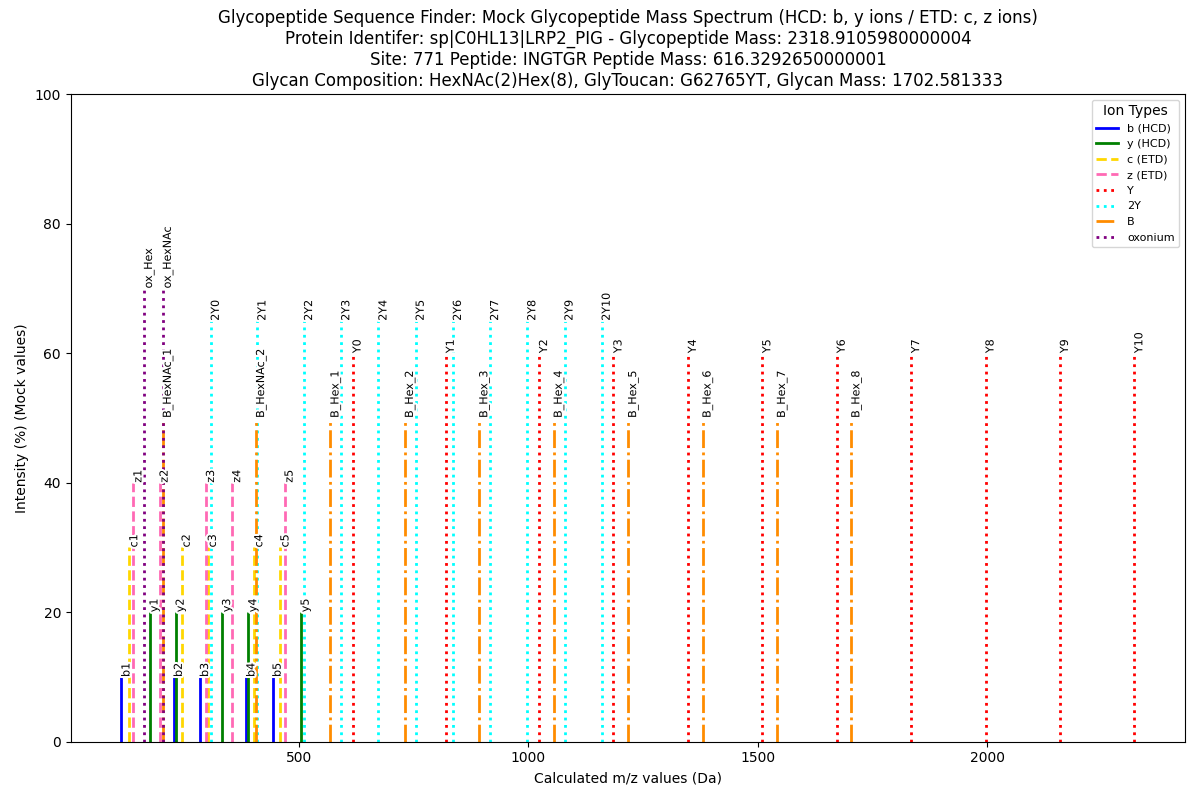 Glycopeptide Sequence Finder: Mock Glycopeptide Mass Spectrum (HCD: b, y ions / ETD: c, z ions)
Protein Identifer: sp|C0HL13|LRP2_PIG - Glycopeptide Mass: 2318.9105980000004
Site: 771 Peptide: INGTGR Peptide Mass: 616.3292650000001
Glycan Composition: HexNAc(2)Hex(8), GlyToucan: G62765YT, Glycan Mass: 1702.581333
Ion Types
b (HCD)
y (HCD)
c (ETD)
z (ETD)
Y
2Y
B
oxonium
Intensity (%) (Mock values)
100
80
60
40
20
0
ox_Hex
ox_HexNAc
2Y0
2Y1
2Y2
2Y3
2Y4
2Y5
2Y6
2Y7
2Y8
2Y9
2Y10
Y0
Y1
Y2
Y3
Y4
Y5
Y6
Y7
Y8
Y9
Y10
B_HexNAc_1
B_HexNAc_2
B_Hex_1
B_Hex_2
B_Hex_3
B_Hex_4
B_Hex_5
B_Hex_6
B_Hex_7
B_Hex_8
z1
z2
z3
z4
z5
c1
c2
c3
c4
c5
y1
y2
y3
y4
y5
b1
b2
b3
b4
b5
500
1000
1500
2000
Calculated m/z values (Da)